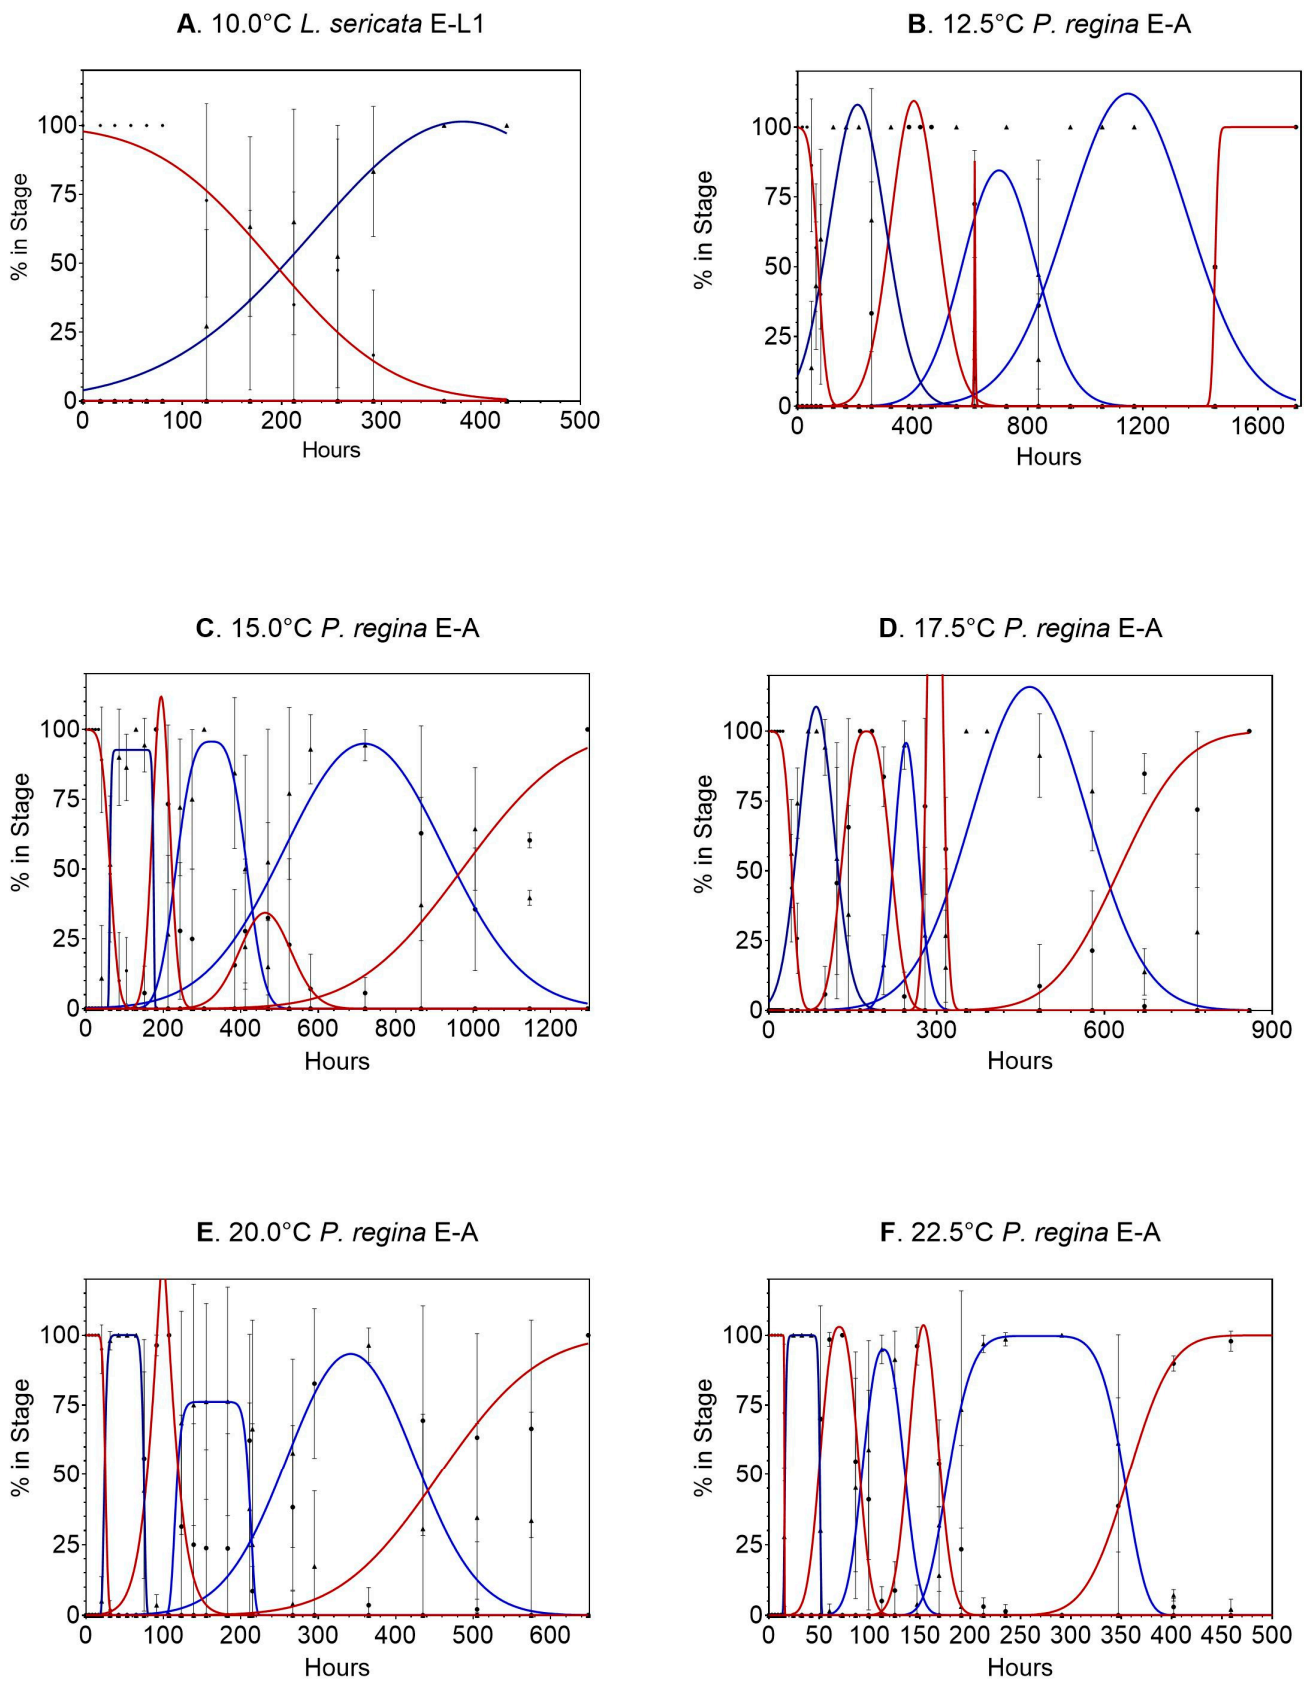 A. 10.0°C L. sericata E-L1
% in Stage
100
75
50
25
0
0 100 200 300 400 500
Hours
B. 12.5°C P. regina E-A
% in Stage
100
75
50
25
0
0 400 800 1200 1600
Hours
C. 15.0°C P. regina E-A
% in Stage
100
75
50
25
0
0 200 400 600 800 1000 1200
Hours
D. 17.5°C P. regina E-A
% in Stage
100
75
50
25
0
0 300 600 900
Hours
E. 20.0°C P. regina E-A
% in Stage
100
75
50
25
0
0 100 200 300 400 500 600
Hours
F. 22.5°C P. regina E-A
% in Stage
100
75
50
25
0
0 50 100 150 200 250 300 350 400 450 500
Hours